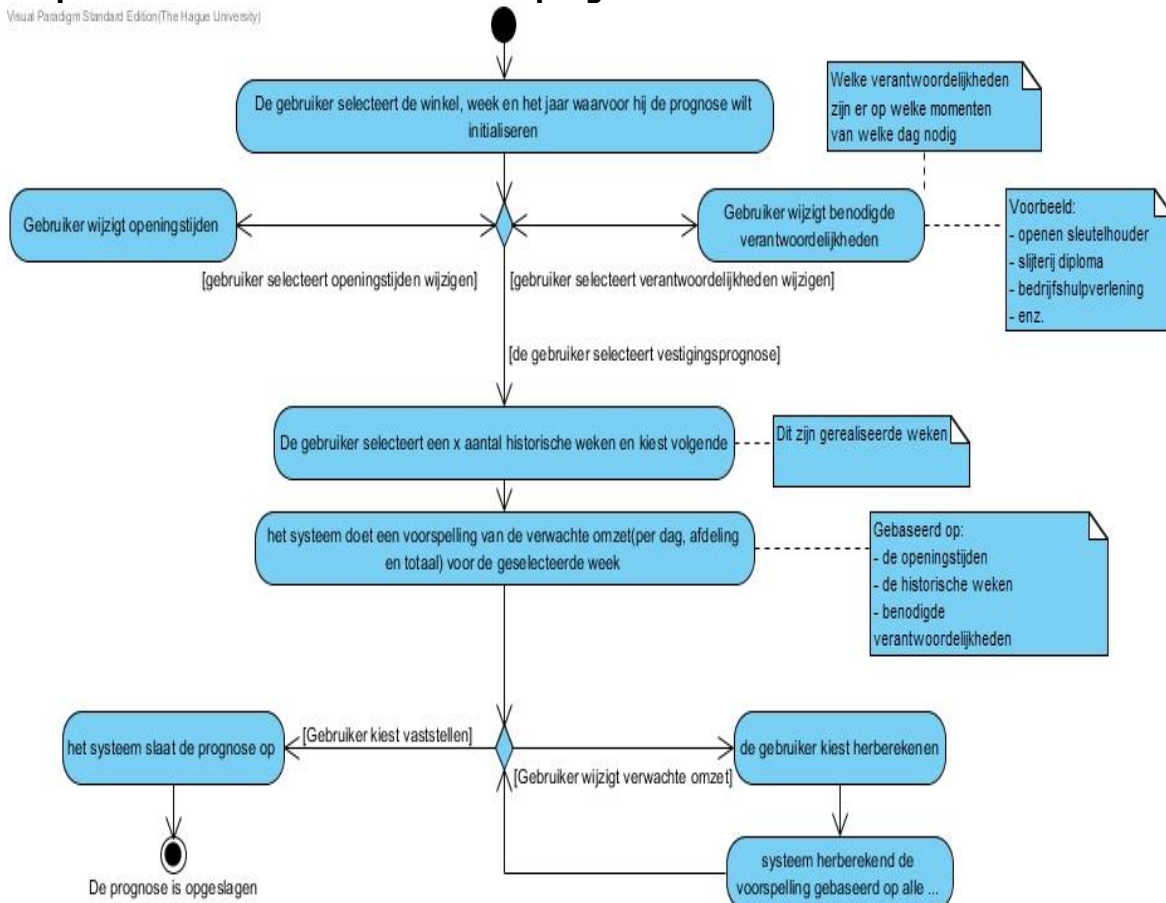 Visual Paradigm Standard Edition(The Hague University)
De gebruiker selecteert de winkel, week en het jaar waarvoor hij de prognose wilt
initialiseren
Welke verantwoordelijkheden
zijn er op welke momenten
van welke dag nodig
Gebruiker wijzigt openingstijden
Gebruiker wijzigt benodigde
verantwoordelijkheden
Voorbeeld:
- openen sleutelhouder
- slijterij diploma
- bedrijfshulpverlening
- enz.
[gebruiker selecteert openingstijden wijzigen]
[gebruiker selecteert verantwoordelijkheden wijzigen]
[de gebruiker selecteert vestigingsprognose]
De gebruiker selecteert een x aantal historische weken en kiest volgende
Dit zijn gerealiseerde weken
het systeem doet een voorspelling van de verwachte omzet(per dag, afdeling
en totaal) voor de geselecteerde week
Gebaseerd op:
- de openingstijden
- de historische weken
- benodigde
verantwoordelijkheden
het systeem slaat de prognose op
[Gebruiker kiest vaststellen]
[Gebruiker wijzigt verwachte omzet]
de gebruiker kiest herberekenen
De prognose is opgeslagen
systeem herberekend de
voorspelling gebaseerd op alle ...